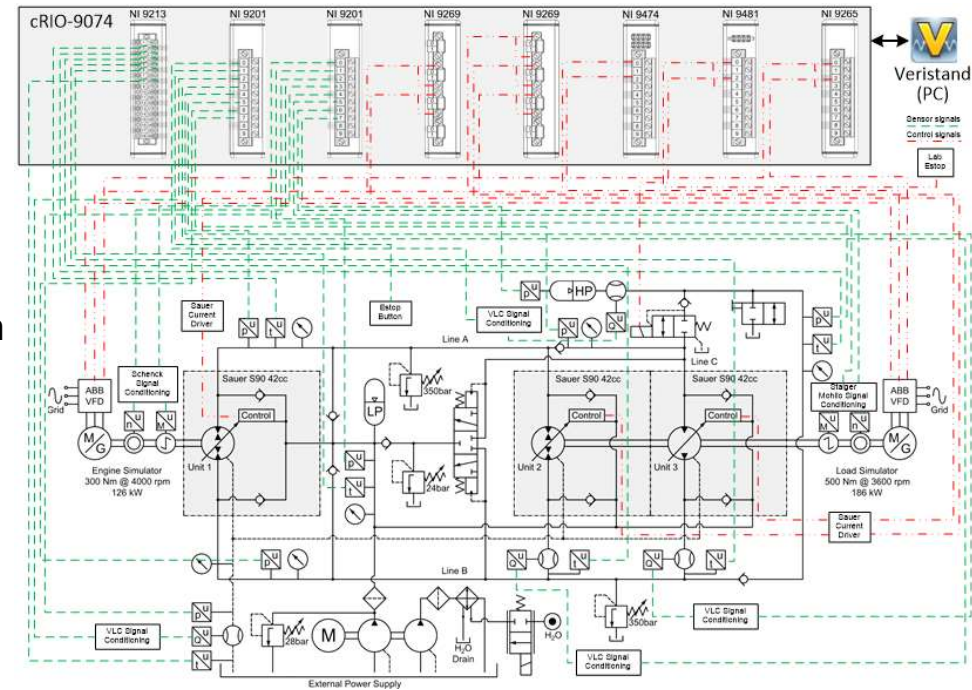 cRIO-9074
NI 9213
NI 9201
NI 9201
NI 9269
NI 9269
NI 9474
NI 9481
NI 9265
Veristand
(PC)
Sensor signals
Control signals
Lab
Estop
Sauer
Current
Driver
Estop
Button
VLC Signal
Conditioning
HP
Line A
Line C
Schenck
Signal
Conditioning
ABB
VFD
Grid
M
G
Engine Simulator
300 Nm @ 4000 rpm
126 kW
Sauer S90 42cc
Control
Unit 1
LP
350bar
24bar
Sauer S90 42cc
Control
Unit 2
Sauer S90 42cc
Control
Unit 3
Staiger
Mohilo Signal
Conditioning
ABB
VFD
Grid
M
G
Load Simulator
500 Nm @ 3600 rpm
186 kW
Sauer
Current
Driver
Line B
VLC Signal
Conditioning
28bar
M
H₂O
Drain
H₂O
350bar
VLC Signal
Conditioning
VLC Signal
Conditioning
External Power Supply